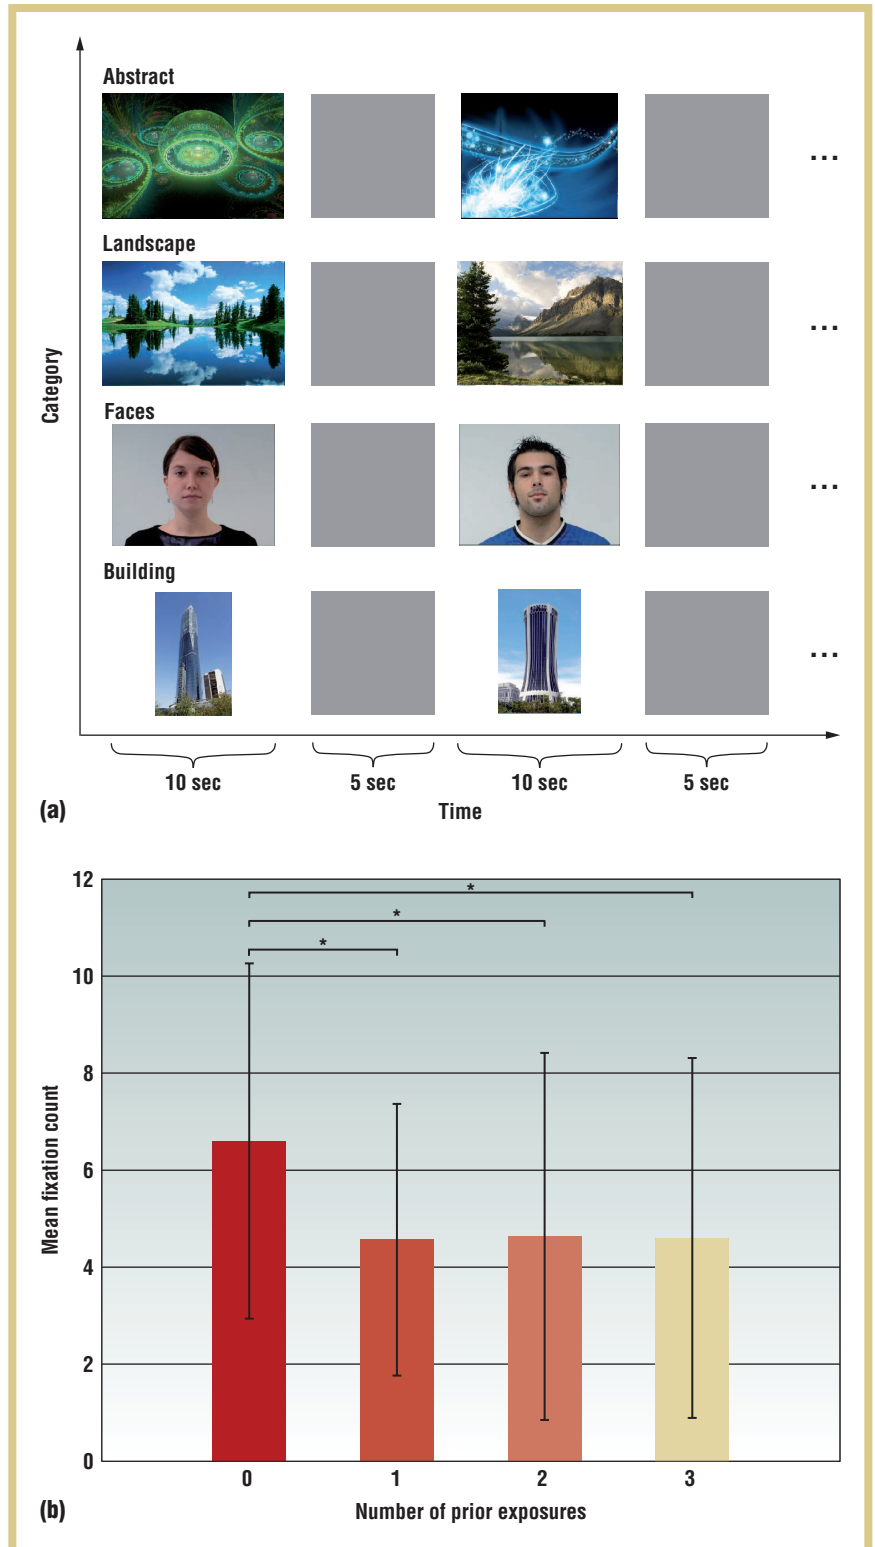 Abstract
...
Landscape
...
Category
Faces
...
Building
...
10 sec 5 sec 10 sec 5 sec
(a)
Time
12
*
*
*
10
8
6
4
2
0
Mean fixation count
0 1 2 3
(b)
Number of prior exposures